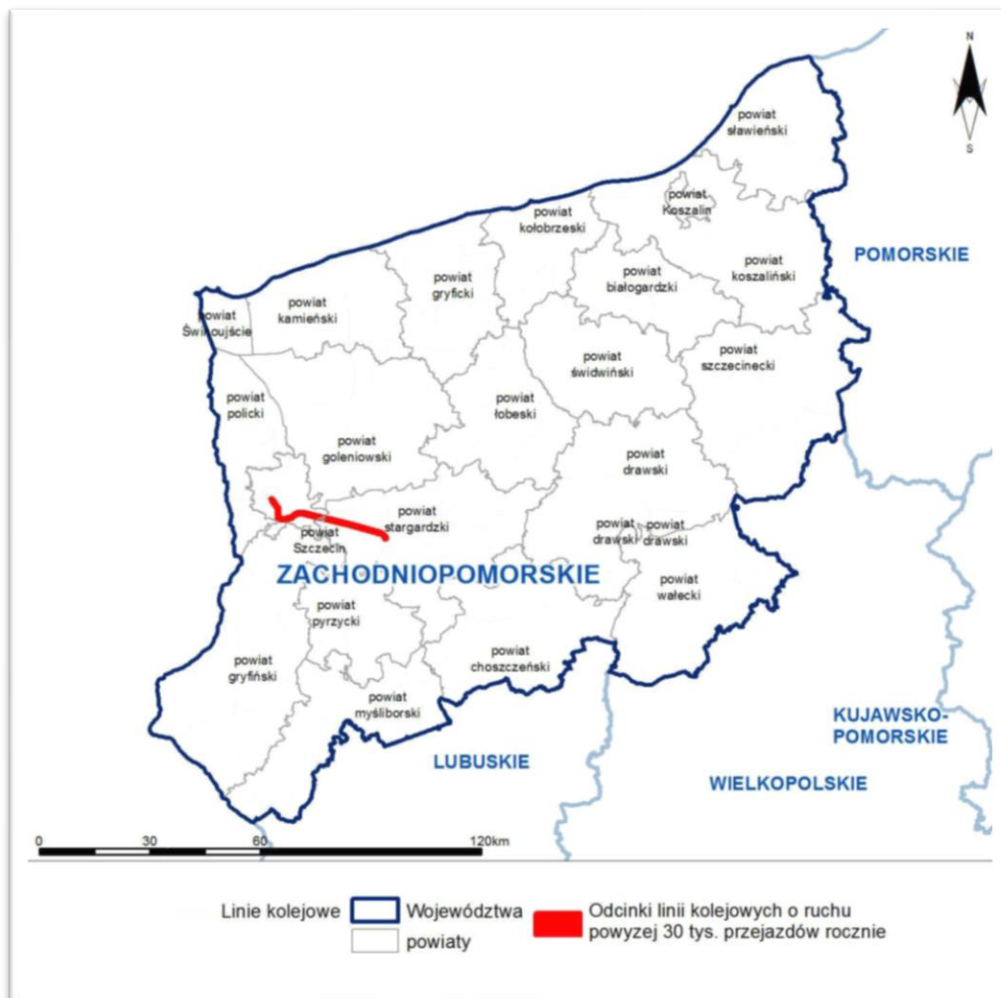 N
S
powiat
sławieński
powiat
Koszalin
powiat
kołobrzeski
POMORSKIE
powiat
koszaliński
powiat
białogardzki
powiat
gryficki
powiat
kamieński
powiat
Świnoujście
powiat
szczecinecki
powiat
świdwiński
powiat
policki
powiat
łobeski
powiat
goleniowski
powiat
drawski
powiat
stargardzki
powiat
drawski
powiat
drawski
powiat
Szczecin
ZACHODNIOPOMORSKIE
powiat
wałecki
powiat
pyrzycki
powiat
choszczeński
powiat
gryfiński
powiat
myśliborski
KUJAWSKO-
POMORSKIE
LUBUSKIE
WIELKOPOLSKIE
0 30 60 120km
Linie kolejowe
Województwa
powiaty
Odcinki linii kolejowych o ruchu
powyzej 30 tys. przejazdów rocznie